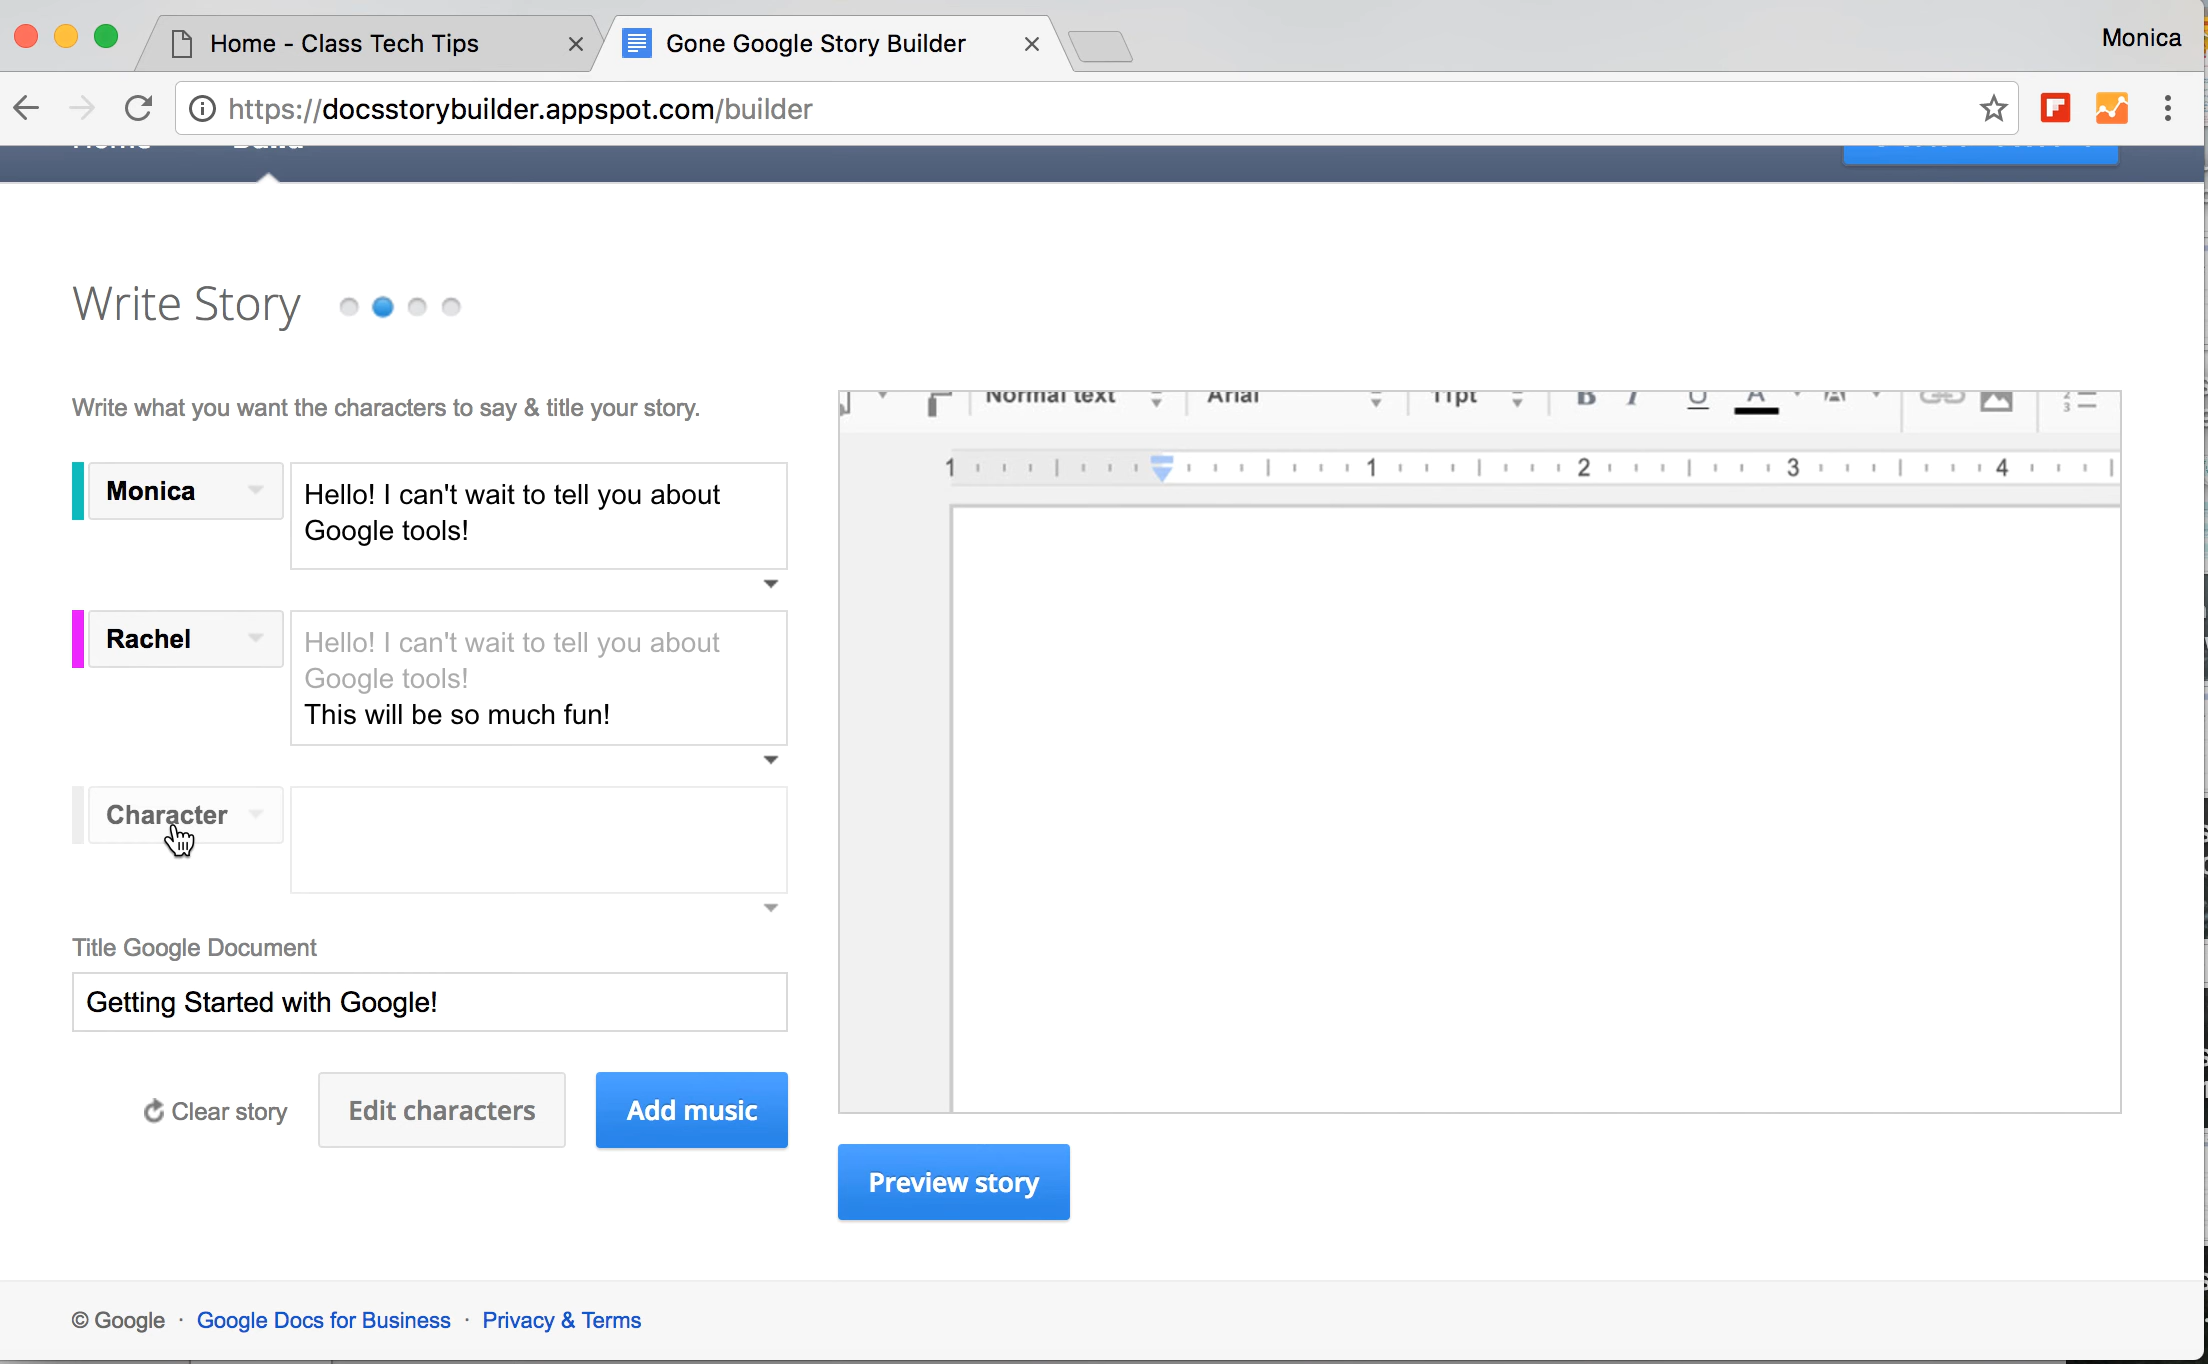 Home - Class Tech Tips
Gone Google Story Builder
Monica
https://docsstorybuilder.appspot.com/builder
Home Build
Write Story
Write what you want the characters to say & title your story.
Normal text Arial 11pt B I U A
1 1 2 3 4
Monica
Hello! I can't wait to tell you about
Google tools!
Rachel
Hello! I can't wait to tell you about
Google tools!
This will be so much fun!
Character
Title Google Document
Getting Started with Google!
Clear story
Edit characters
Add music
Preview story
© Google · Google Docs for Business · Privacy & Terms